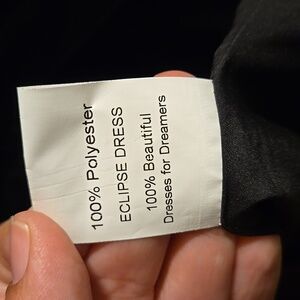 100% Polyester
ECLIPSE DRESS
100% Beautiful
Dresses for Dreamers